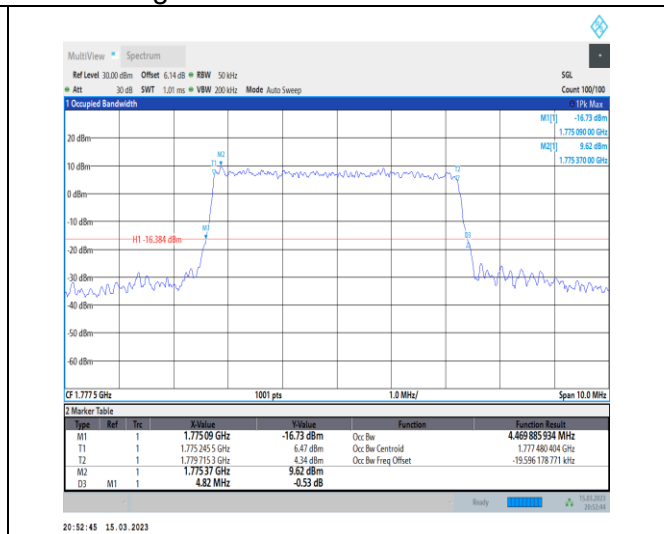 MultiView Spectrum
Ref Level 30.00 dBm Offset 6.14 dB RBW 50 kHz SGL
Att 30 dB SWT 1.01 ms VBW 200 kHz Mode Auto Sweep Count 100/100
1 Occupied Bandwidth 1Pk Max
M1[1] -16.73 dBm
1.775 090 00 GHz
M2[1] 9.62 dBm
1.775 370 00 GHz
20 dBm
M2
T1 T2
10 dBm
0 dBm
-10 dBm
M1
H1 -16.384 dBm D3
-20 dBm
-30 dBm
-40 dBm
-50 dBm
-60 dBm
CF 1.777 5 GHz 1001 pts 1.0 MHz/ Span 10.0 MHz
2 Marker Table
Type Ref Trc X-Value Y-Value Function Function Result
M1 1 1.77509 GHz -16.73 dBm Occ Bw 4.469 885 934 MHz
T1 1 1.775 245 5 GHz 6.47 dBm Occ Bw Centroid 1.777 480 404 GHz
T2 1 1.779 715 3 GHz 4.34 dBm Occ Bw Freq Offset -19.596 178 771 kHz
M2 1 1.77537 GHz 9.62 dBm
D3 M1 1 4.82 MHz -0.53 dB
Ready 15.03.2023
20:52:44
20:52:45 15.03.2023